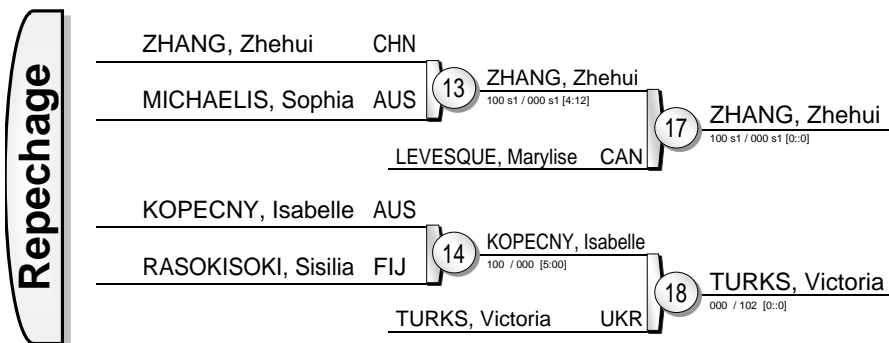 Repechage
ZHANG, Zhehui CHN
MICHAELIS, Sophia AUS
13
ZHANG, Zhehui
100 s1 / 000 s1 [4:12]
LEVESQUE, Marylise CAN
17
ZHANG, Zhehui
100 s1 / 000 s1 [0::0]
KOPECNY, Isabelle AUS
RASOKISOKI, Sisilia FIJ
14
KOPECNY, Isabelle
100 / 000 [5:00]
TURKS, Victoria UKR
18
TURKS, Victoria
000 / 102 [0::0]